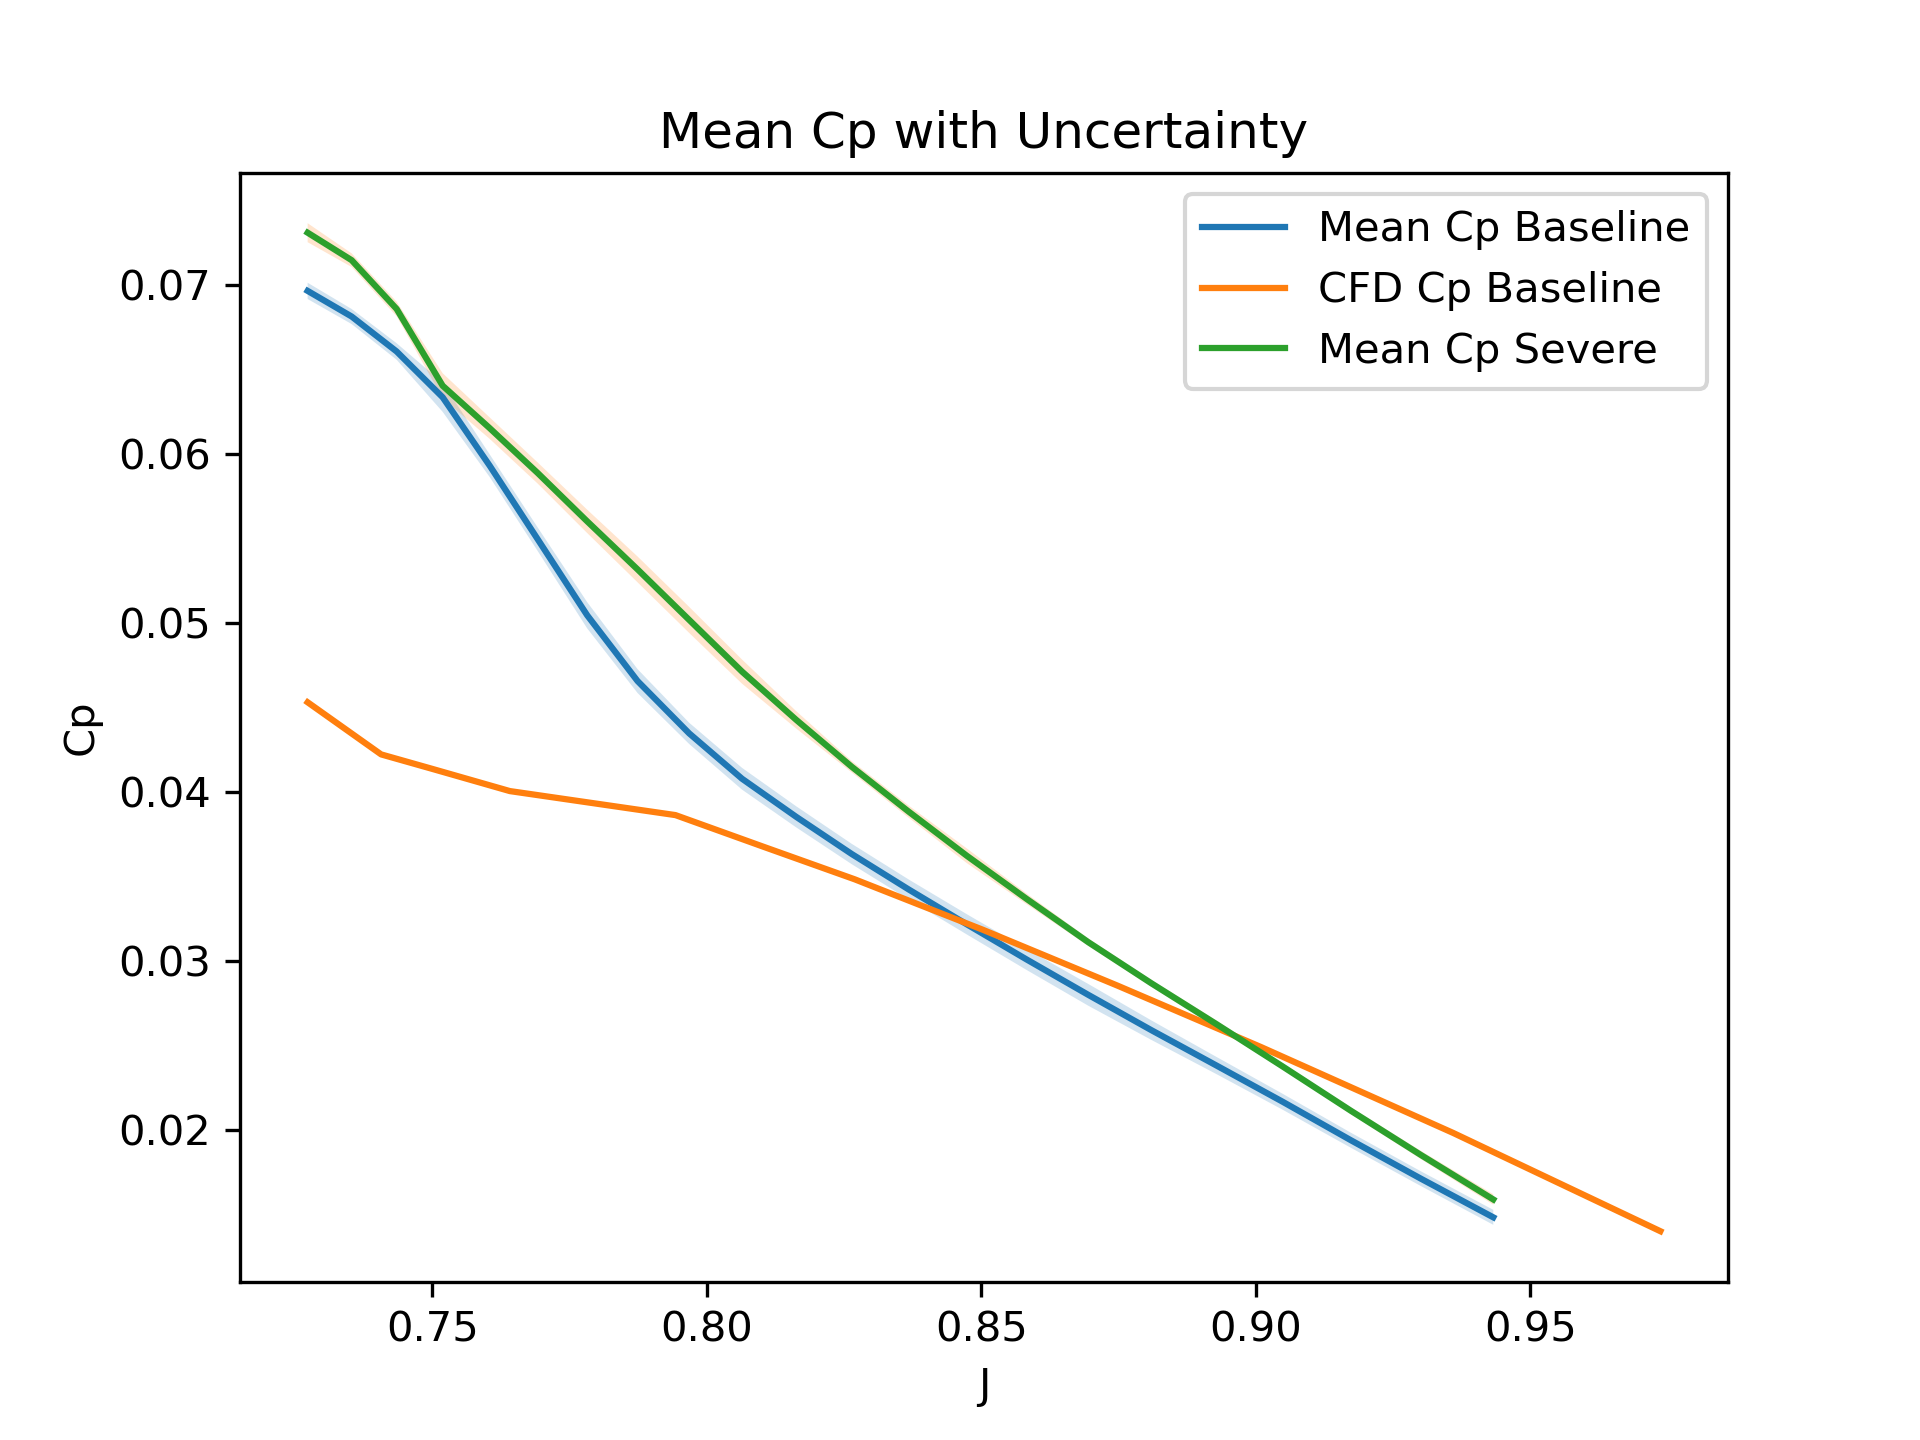 Mean Cp with Uncertainty
Mean Cp Baseline
CFD Cp Baseline
Mean Cp Severe
0.07
0.06
0.05
0.04
0.03
0.02
Cp
0.75 0.80 0.85 0.90 0.95
J